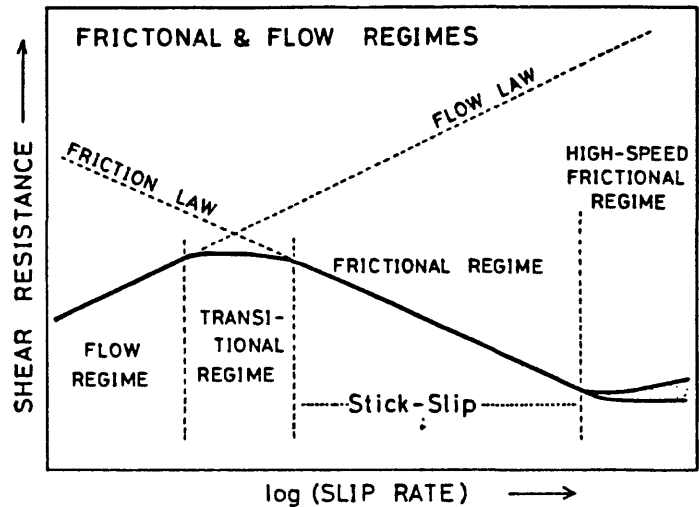 FRICTONAL & FLOW REGIMES
FLOW LAW
FRICTION LAW
HIGH-SPEED
FRICTIONAL
REGIME
FRICTIONAL REGIME
TRANSI-
TIONAL
REGIME
FLOW
REGIME
Stick-Slip
SHEAR RESISTANCE
log (SLIP RATE)